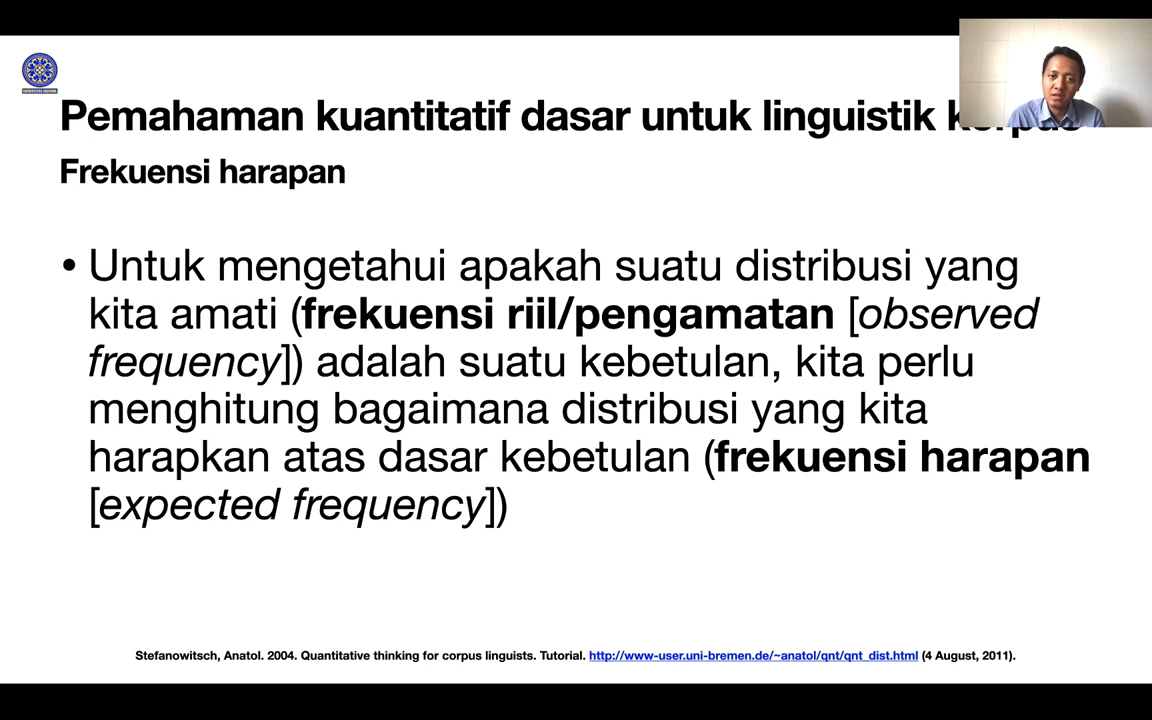 Pemahaman kuantitatif dasar untuk linguistik korpus
Frekuensi harapan
• Untuk mengetahui apakah suatu distribusi yang
kita amati (frekuensi riil/pengamatan [observed
frequency]) adalah suatu kebetulan, kita perlu
menghitung bagaimana distribusi yang kita
harapkan atas dasar kebetulan (frekuensi harapan
[expected frequency])
Stefanowitsch, Anatol. 2004. Quantitative thinking for corpus linguists. Tutorial. http://www-user.uni-bremen.de/~anatol/qnt/qnt_dist.html (4 August, 2011).